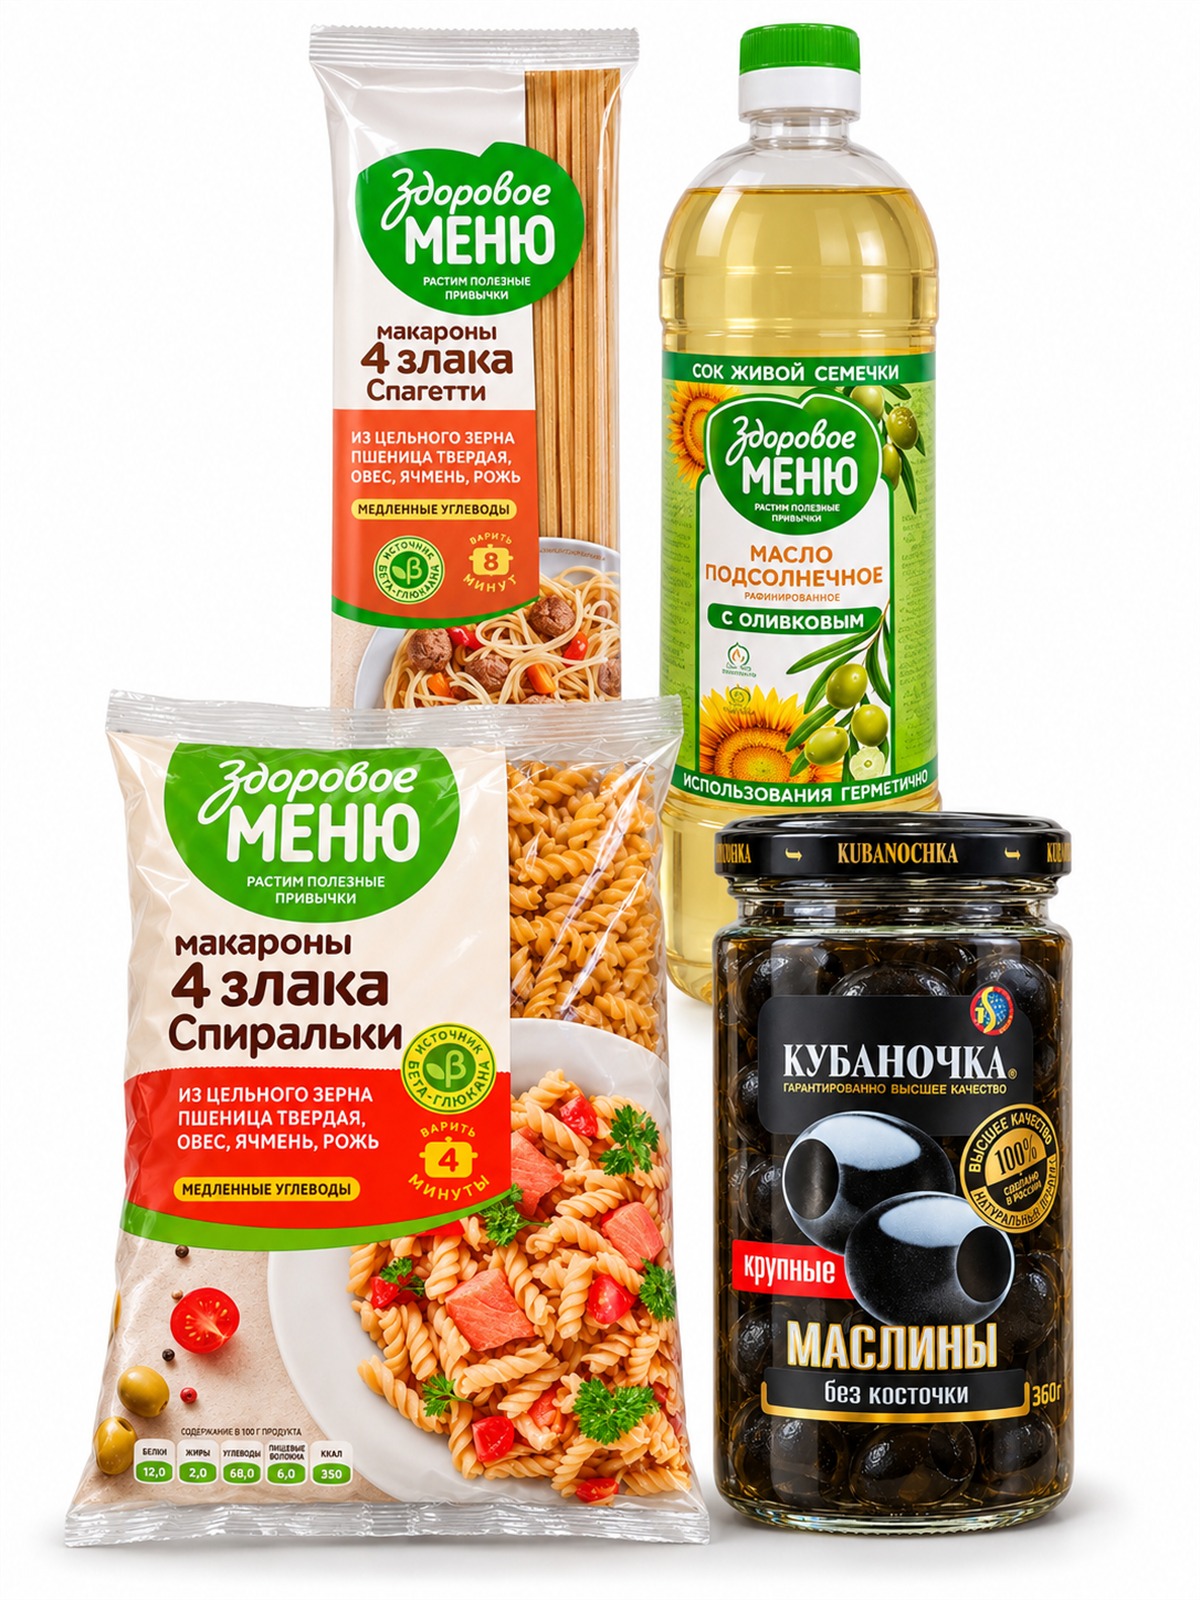 Здоровое
МЕНЮ
РАСТИМ ПОЛЕЗНЫЕ
ПРИВЫЧКИ
макароны
4 злака
Спагетти
ИЗ ЦЕЛЬНОГО ЗЕРНА
ПШЕНИЦА ТВЕРДАЯ,
ОВЕС, ЯЧМЕНЬ, РОЖЬ
МЕДЛЕННЫЕ УГЛЕВОДЫ
ИСТОЧНИК
β
БЕТА-ГЛЮКАНА
ВАРИТЬ
8
МИНУТ
СОК ЖИВОЙ СЕМЕЧКИ
Здоровое
МЕНЮ
РАСТИМ ПОЛЕЗНЫЕ
ПРИВЫЧКИ
МАСЛО
ПОДСОЛНЕЧНОЕ
РАФИНИРОВАННОЕ
С ОЛИВКОВЫМ
ИСПОЛЬЗОВАНИЯ ГЕРМЕТИЧНО
Здоровое
МЕНЮ
РАСТИМ ПОЛЕЗНЫЕ
ПРИВЫЧКИ
макароны
4 злака
Спиральки
ИСТОЧНИК
β
БЕТА-ГЛЮКАНА
ИЗ ЦЕЛЬНОГО ЗЕРНА
ПШЕНИЦА ТВЕРДАЯ,
ОВЕС, ЯЧМЕНЬ, РОЖЬ
МЕДЛЕННЫЕ УГЛЕВОДЫ
ВАРИТЬ
4
МИНУТЫ
СОДЕРЖАНИЕ В 100 Г ПРОДУКТА
БЕЛКИ ЖИРЫ УГЛЕВОДЫ ПИЩЕВЫЕ ВОЛОКНА ККАЛ
12,0 2,0 68,0 6,0 350
KUBANOCHKA
КУБАНОЧКА®
ГАРАНТИРОВАННО ВЫСШЕЕ КАЧЕСТВО
ВЫСШЕЕ КАЧЕСТВО
100%
СДЕЛАНО
В РОССИИ
крупные
МАСЛИНЫ
без косточки
360г